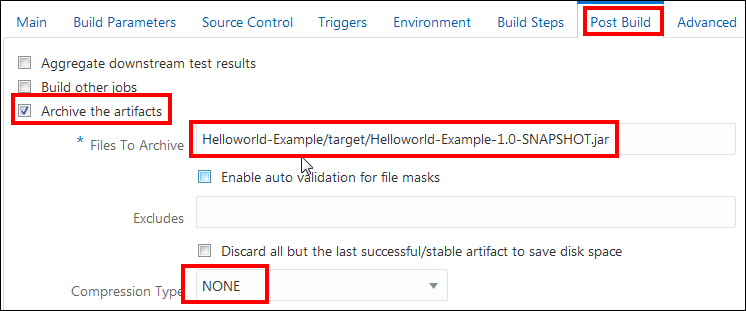 Main Build Parameters Source Control Triggers Environment Build Steps Post Build Advanced
Aggregate downstream test results
Build other jobs
Archive the artifacts
* Files To Archive Helloworld-Example/target/Helloworld-Example-1.0-SNAPSHOT.jar
Enable auto validation for file masks
Excludes
Discard all but the last successful/stable artifact to save disk space
Compression Type NONE